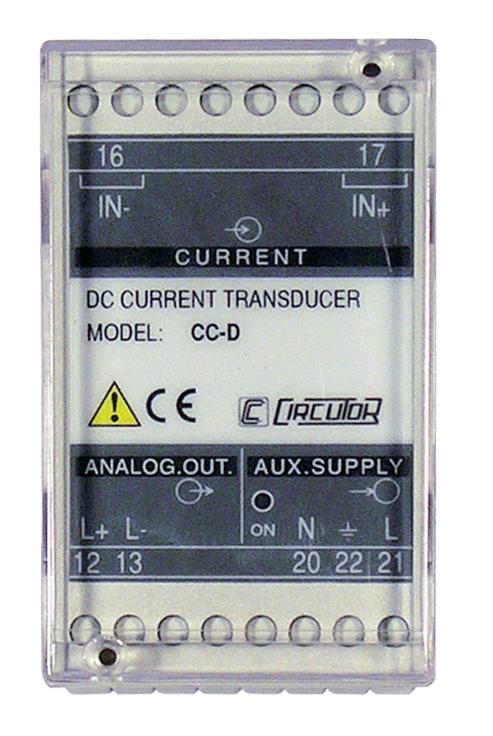 16 17
IN- IN+
CURRENT
DC CURRENT TRANSDUCER
MODEL: CC-D
CE CIRCUTOR
ANALOG.OUT. AUX.SUPPLY
L+ L- ON N L
12 13 20 22 21